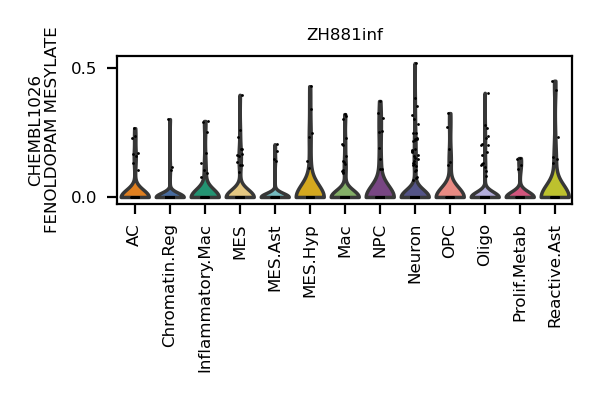 ZH881inf
CHEMBL1026
FENOLDOPAM MESYLATE
0.5
0.0
AC
Chromatin.Reg
Inflammatory.Mac
MES
MES.Ast
MES.Hyp
Mac
NPC
Neuron
OPC
Oligo
Prolif.Metab
Reactive.Ast